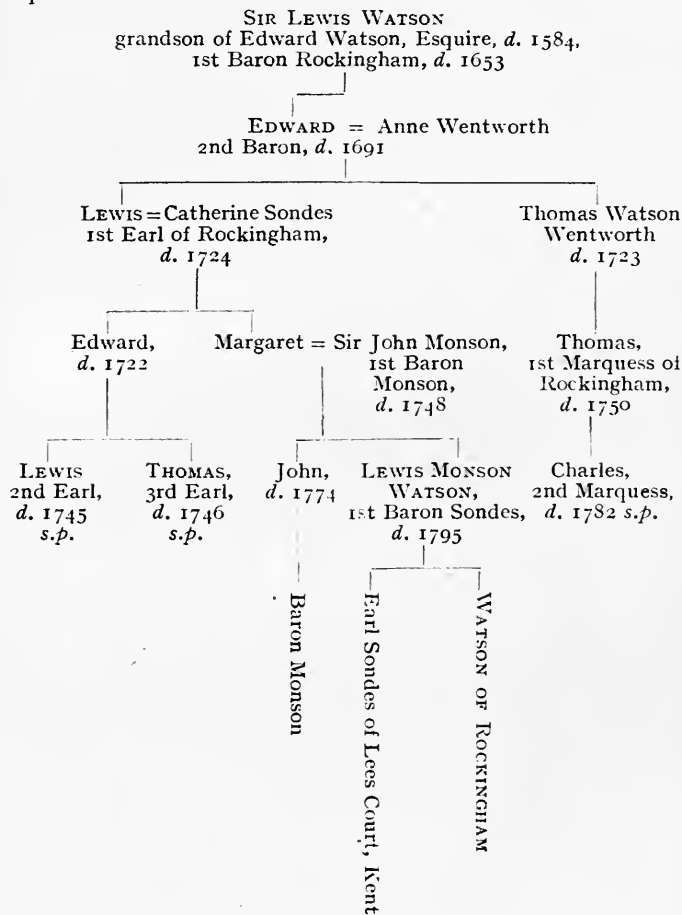 SIR LEWIS WATSON
grandson of Edward Watson, Esquire, d. 1584,
1st Baron Rockingham, d. 1653
EDWARD = Anne Wentworth
2nd Baron, d. 1691
LEWIS = Catherine Sondes
1st Earl of Rockingham,
d. 1724
Thomas Watson
Wentworth
d. 1723
Edward,
d. 1722
Margaret = Sir John Monson,
1st Baron
Monson,
d. 1748
Thomas,
1st Marquess of
Rockingham,
d. 1750
LEWIS
2nd Earl,
d. 1745
s.p.
THOMAS,
3rd Earl,
d. 1746
s.p.
John,
d. 1774
LEWIS MONSON
WATSON,
1st Baron Sondes,
d. 1795
Charles,
2nd Marquess,
d. 1782 s.p.
Baron Monson
Earl Sondes of Lees Court, Kent
WATSON OF ROCKINGHAM